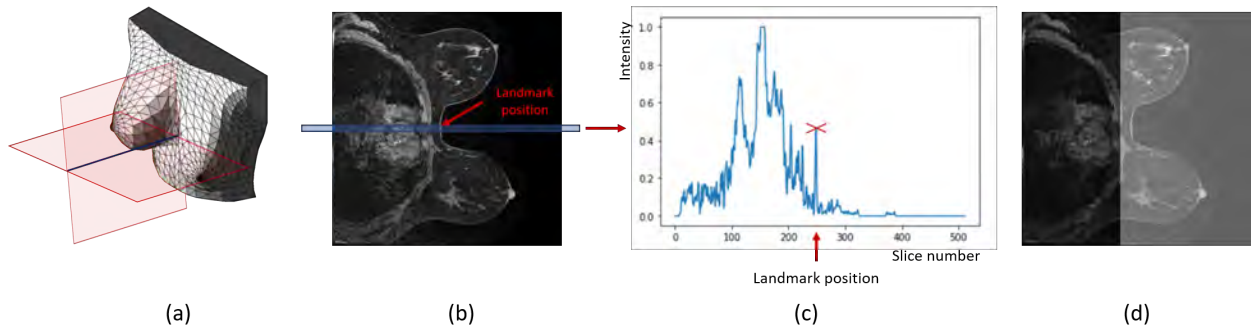 Landmark
position
Intensity
1.0
0.8
0.6
0.4
0.2
0.0
0
100
200
300
400
500
Slice number
Landmark position
(a)
(b)
(c)
(d)